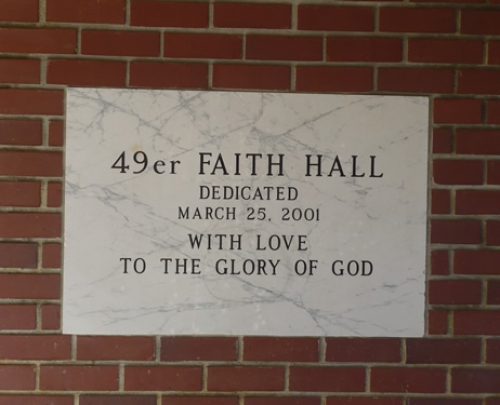 49er FAITH HALL
DEDICATED
MARCH 25, 2001
WITH LOVE
TO THE GLORY OF GOD